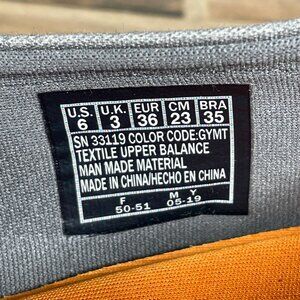 U.S. U.K. EUR CM BRA
6 3 36 23 35
SN 33119 COLOR CODE:GYMT
TEXTILE UPPER BALANCE
MAN MADE MATERIAL
MADE IN CHINA/HECHO EN CHINA
F M Y
50-51 05-19